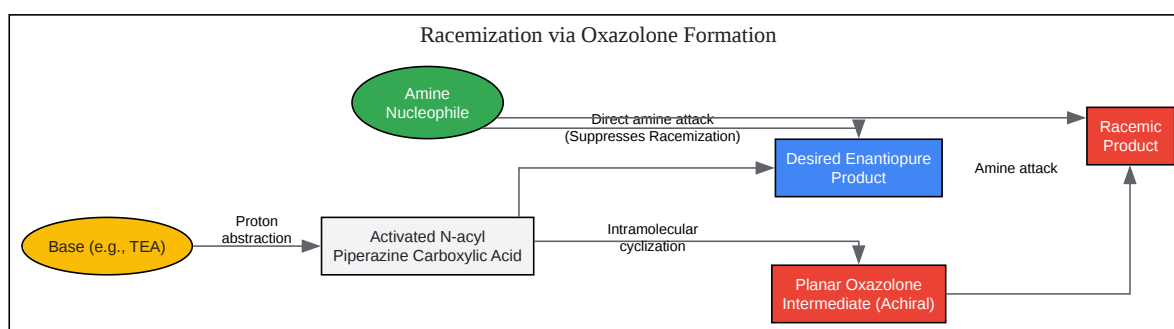 Racemization via Oxazolone Formation
Amine
Nucleophile
Direct amine attack
(Suppresses Racemization)
Racemic
Product
Desired Enantiopure
Product
Amine attack
Base (e.g., TEA)
Proton
abstraction
Activated N-acyl
Piperazine Carboxylic Acid
Intramolecular
cyclization
Planar Oxazolone
Intermediate (Achiral)